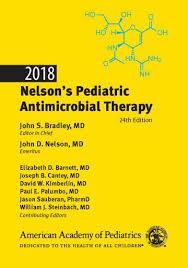 2018
Nelson's Pediatric
Antimicrobial Therapy
24th Edition
John S. Bradley, MD
Editor in Chief
John D. Nelson, MD
Emeritus
Elizabeth D. Barnett, MD
Joseph B. Cantey, MD
David W. Kimberlin, MD
Paul E. Palumbo, MD
Jason Sauberan, PharmD
William J. Steinbach, MD
Contributing Editors
American Academy of Pediatrics
DEDICATED TO THE HEALTH OF ALL CHILDREN®